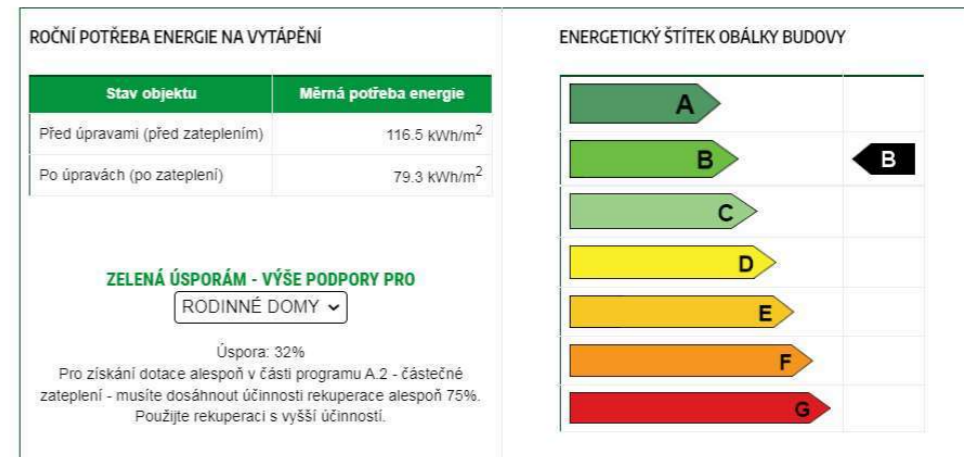 ROČNÍ POTŘEBA ENERGIE NA VYTÁPĚNÍ
Stav objektu Měrná potřeba energie
Před úpravami (před zateplením) 116.5 kWh/m²
Po úpravách (po zateplení) 79.3 kWh/m²
ZELENÁ ÚSPORÁM - VÝŠE PODPORY PRO
RODINNÉ DOMY
Úspora: 32%
Pro získání dotace alespoň v části programu A.2 - částečné
zateplení - musíte dosáhnout účinnosti rekuperace alespoň 75%.
Použijte rekuperaci s vyšší účinností.
ENERGETICKÝ ŠTÍTEK OBÁLKY BUDOVY
A
B B
C
D
E
F
G